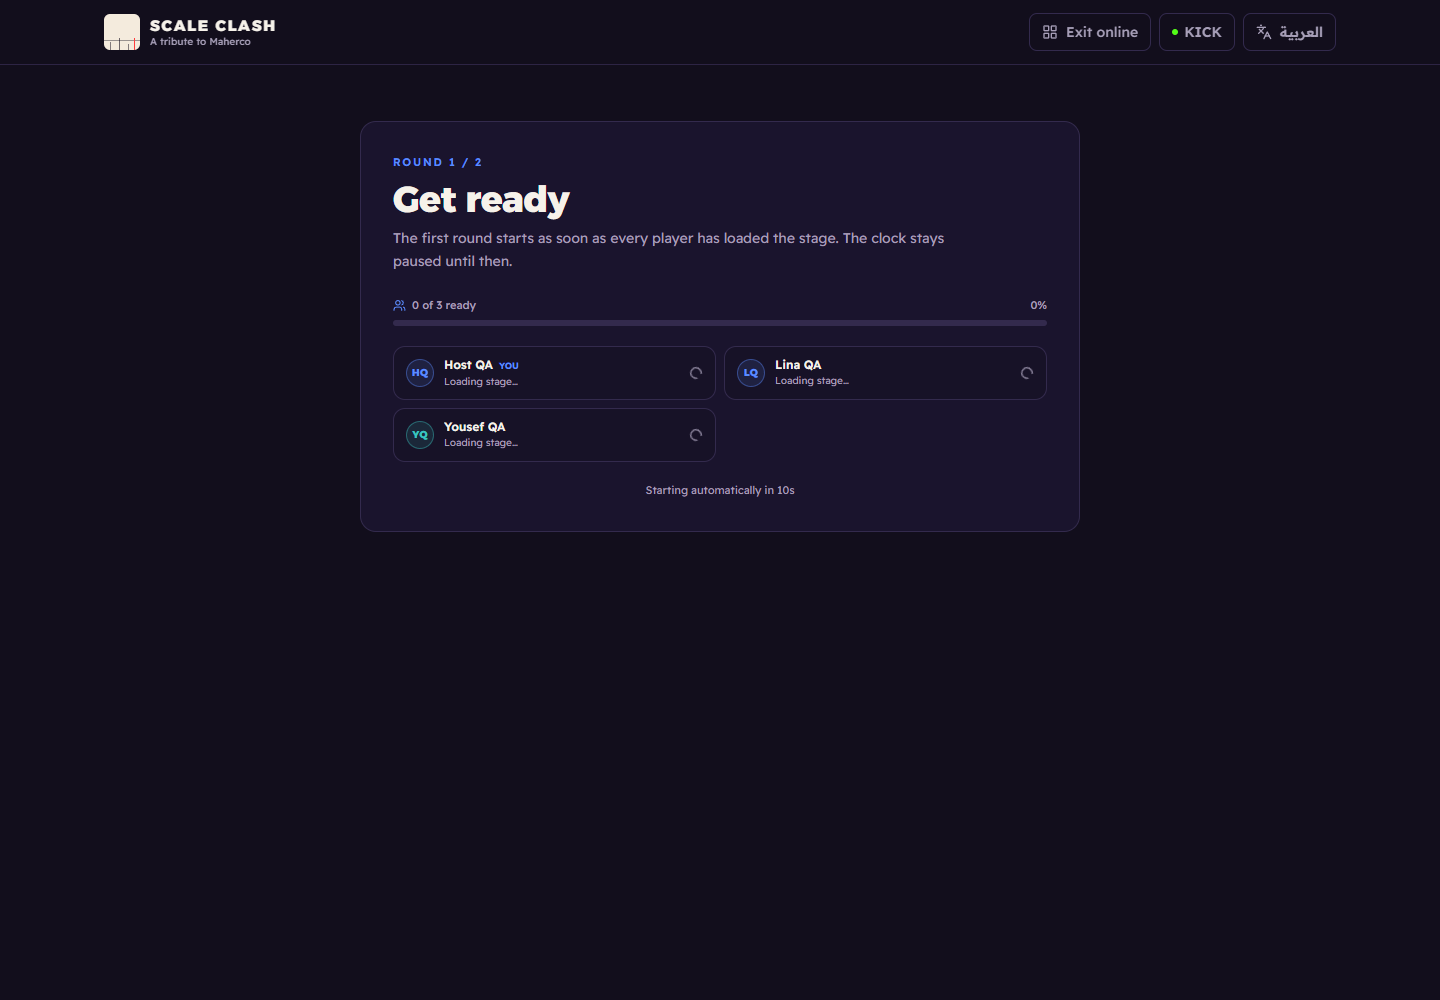 SCALE CLASH
A tribute to Maherco
Exit online
KICK
العربية
ROUND 1 / 2
Get ready
The first round starts as soon as every player has loaded the stage. The clock stays
paused until then.
0 of 3 ready
0%
HQ
Host QA YOU
Loading stage…
LQ
Lina QA
Loading stage…
YQ
Yousef QA
Loading stage…
Starting automatically in 10s